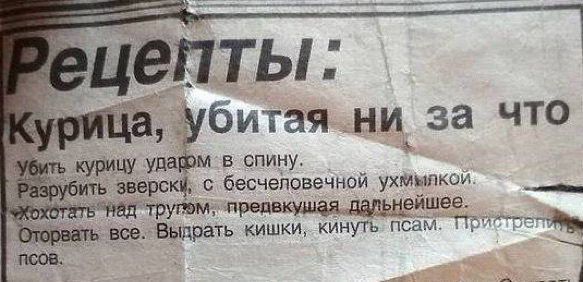 Рецепты:
Курица, убитая ни за что
Убить курицу ударом в спину.
Разрубить зверски, с бесчеловечной ухмылкой.
Хохотать над трупом, предвкушая дальнейшее.
Оторвать все. Выдрать кишки, кинуть псам. Пристрелить
псов.